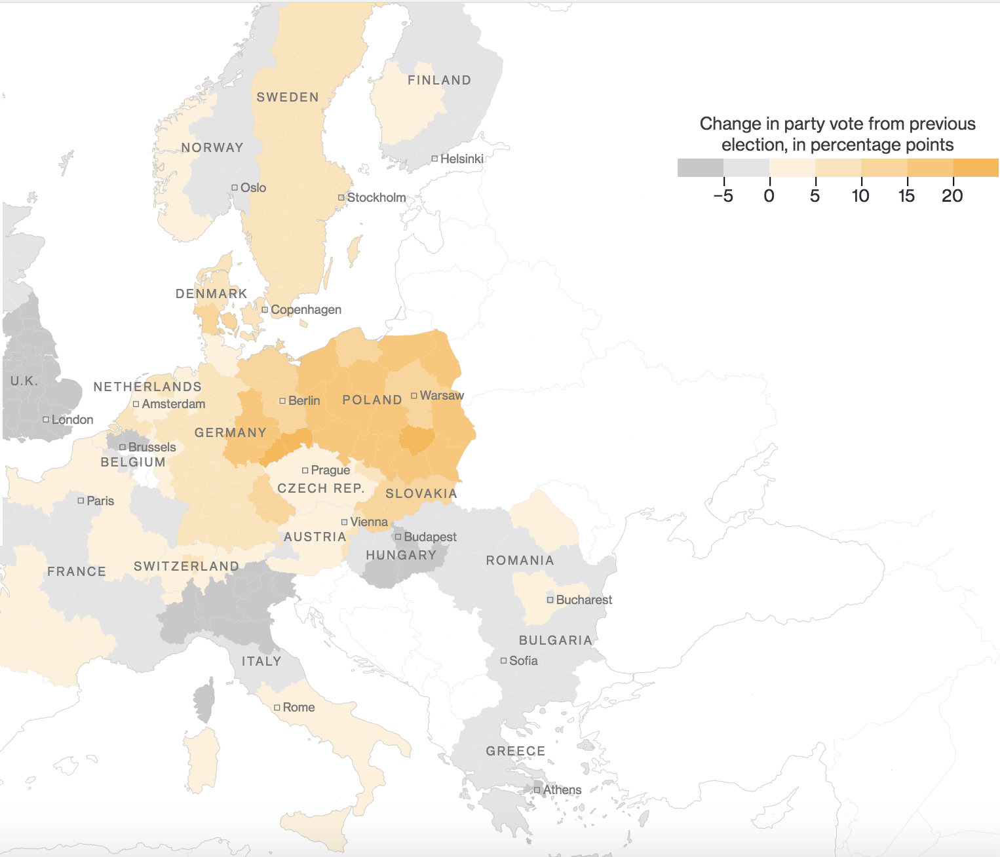 FINLAND
SWEDEN
Change in party vote from previous
election, in percentage points
NORWAY
Helsinki
Oslo
−5 0 5 10 15 20
Stockholm
DENMARK
Copenhagen
U.K.
NETHERLANDS
Amsterdam
Berlin
POLAND
Warsaw
London
GERMANY
Brussels
BELGIUM
Prague
CZECH REP.
SLOVAKIA
Paris
Vienna
AUSTRIA
Budapest
HUNGARY
ROMANIA
FRANCE
SWITZERLAND
Bucharest
BULGARIA
Sofia
ITALY
Rome
GREECE
Athens